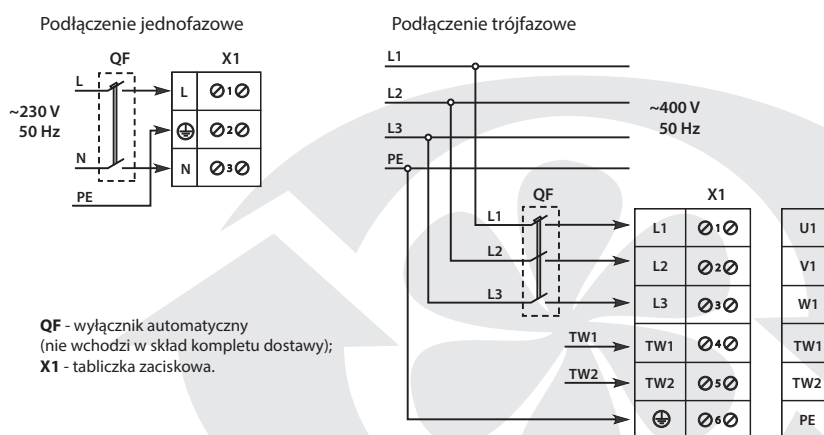 Podłączenie jednofazowe
QF
X1
L
L
1
~230 V
50 Hz
2
N
N
3
PE
QF - wyłącznik automatyczny
(nie wchodzi w skład kompletu dostawy);
X1 - tabliczka zaciskowa.
Podłączenie trójfazowe
L1
L2
~400 V
50 Hz
L3
PE
QF
X1
L1
L1
1
U1
L2
L2
2
V1
L3
L3
3
W1
TW1
TW1
4
TW1
TW2
TW2
5
TW2
6
PE